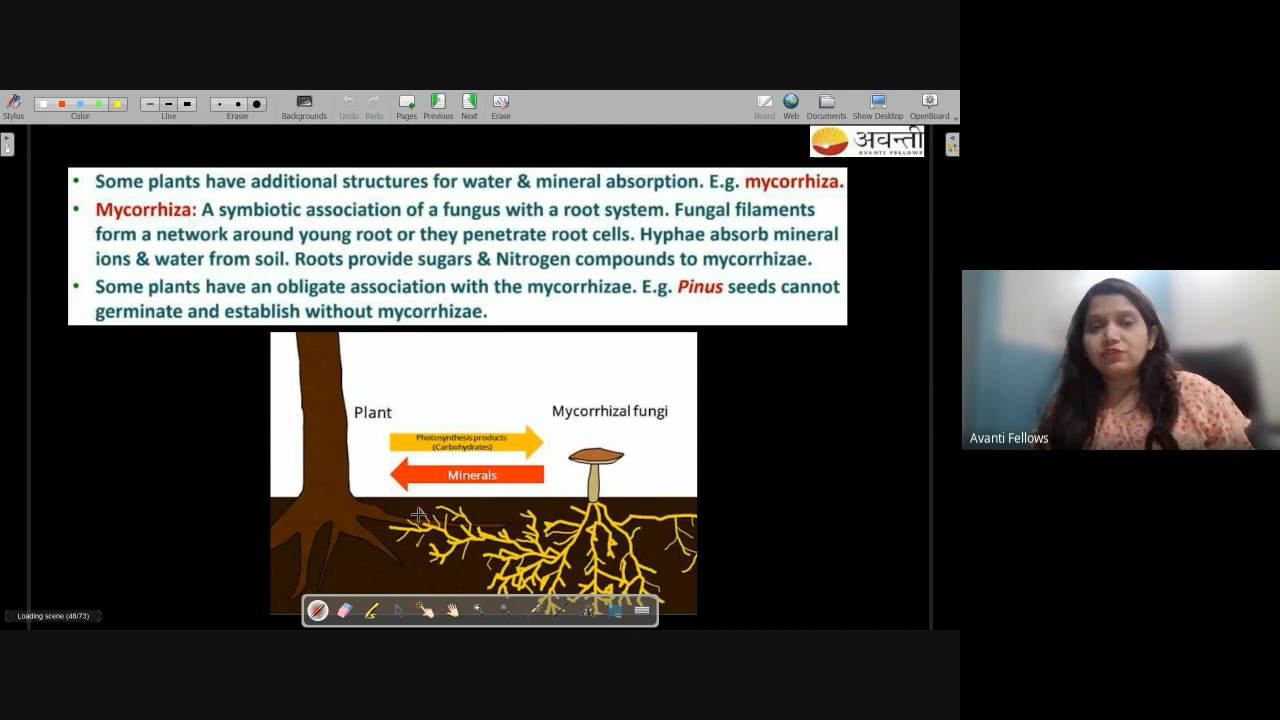 Stylus
Color
Line
Eraser
Backgrounds
Undo
Redo
Pages
Previous
Next
Erase
Board
Web
Documents
Show Desktop
OpenBoard
अवन्ती
AVANTI FELLOWS
• Some plants have additional structures for water & mineral absorption. E.g. mycorrhiza.
• Mycorrhiza: A symbiotic association of a fungus with a root system. Fungal filaments
form a network around young root or they penetrate root cells. Hyphae absorb mineral
ions & water from soil. Roots provide sugars & Nitrogen compounds to mycorrhizae.
• Some plants have an obligate association with the mycorrhizae. E.g. Pinus seeds cannot
germinate and establish without mycorrhizae.
Plant
Mycorrhizal fungi
Photosynthesis products
(Carbohydrates)
Minerals
Avanti Fellows
Loading scene (48/73)